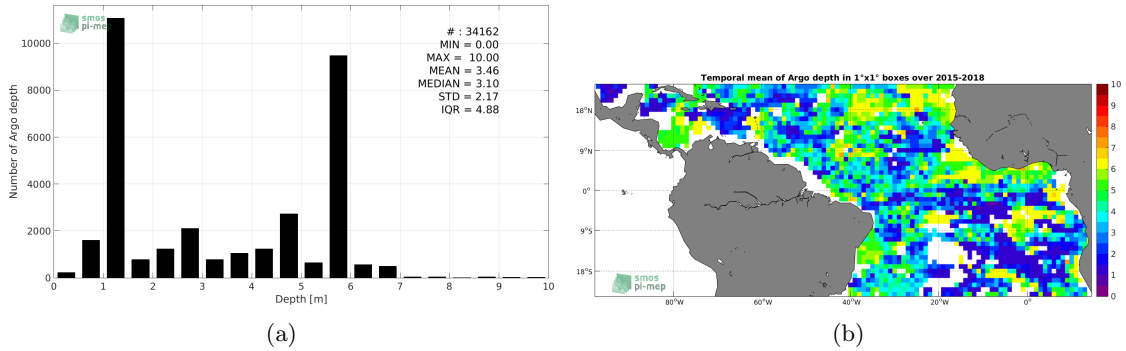 smos
pi-mep
# : 34162
MIN = 0.00
MAX = 10.00
MEAN = 3.46
MEDIAN = 3.10
STD = 2.17
IQR = 4.88
Number of Argo depth
10000
8000
6000
4000
2000
0
0 1 2 3 4 5 6 7 8 9 10
Depth [m]
(a)
Temporal mean of Argo depth in 1°x1° boxes over 2015-2018
18°N
9°N
0°
9°S
18°S
80°W 60°W 40°W 20°W 0°
10
9
8
7
6
5
4
3
2
1
0
smos
pi-mep
(b)